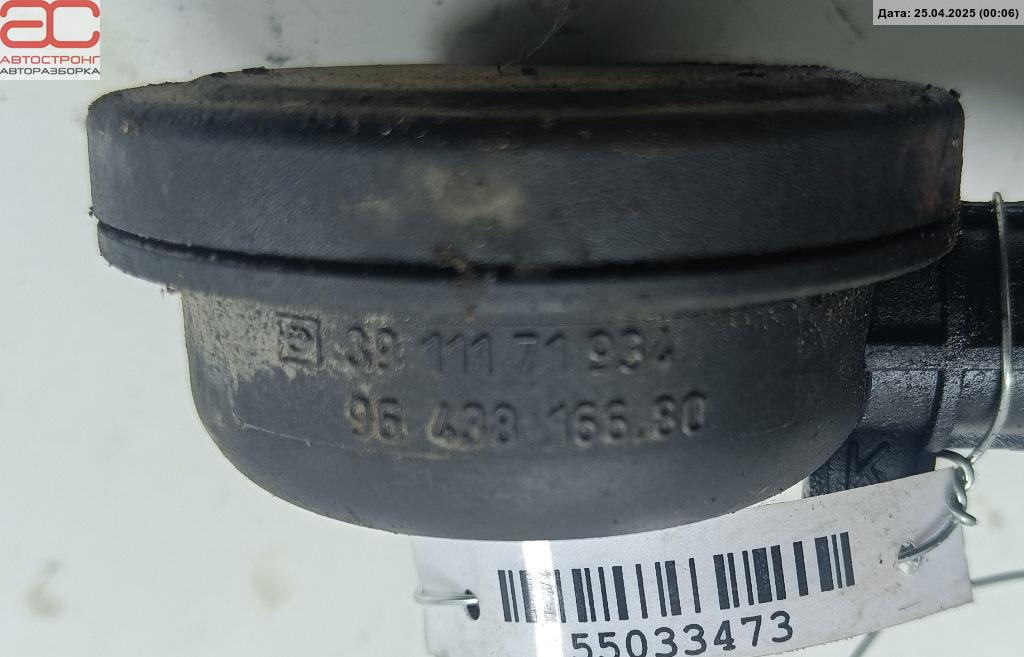 АС
АВТОСТРОНГ
АВТОРАЗБОРКА
Дата: 25.04.2025 (00:06)
39 111 71 934
96 438 166.80
K
55033473